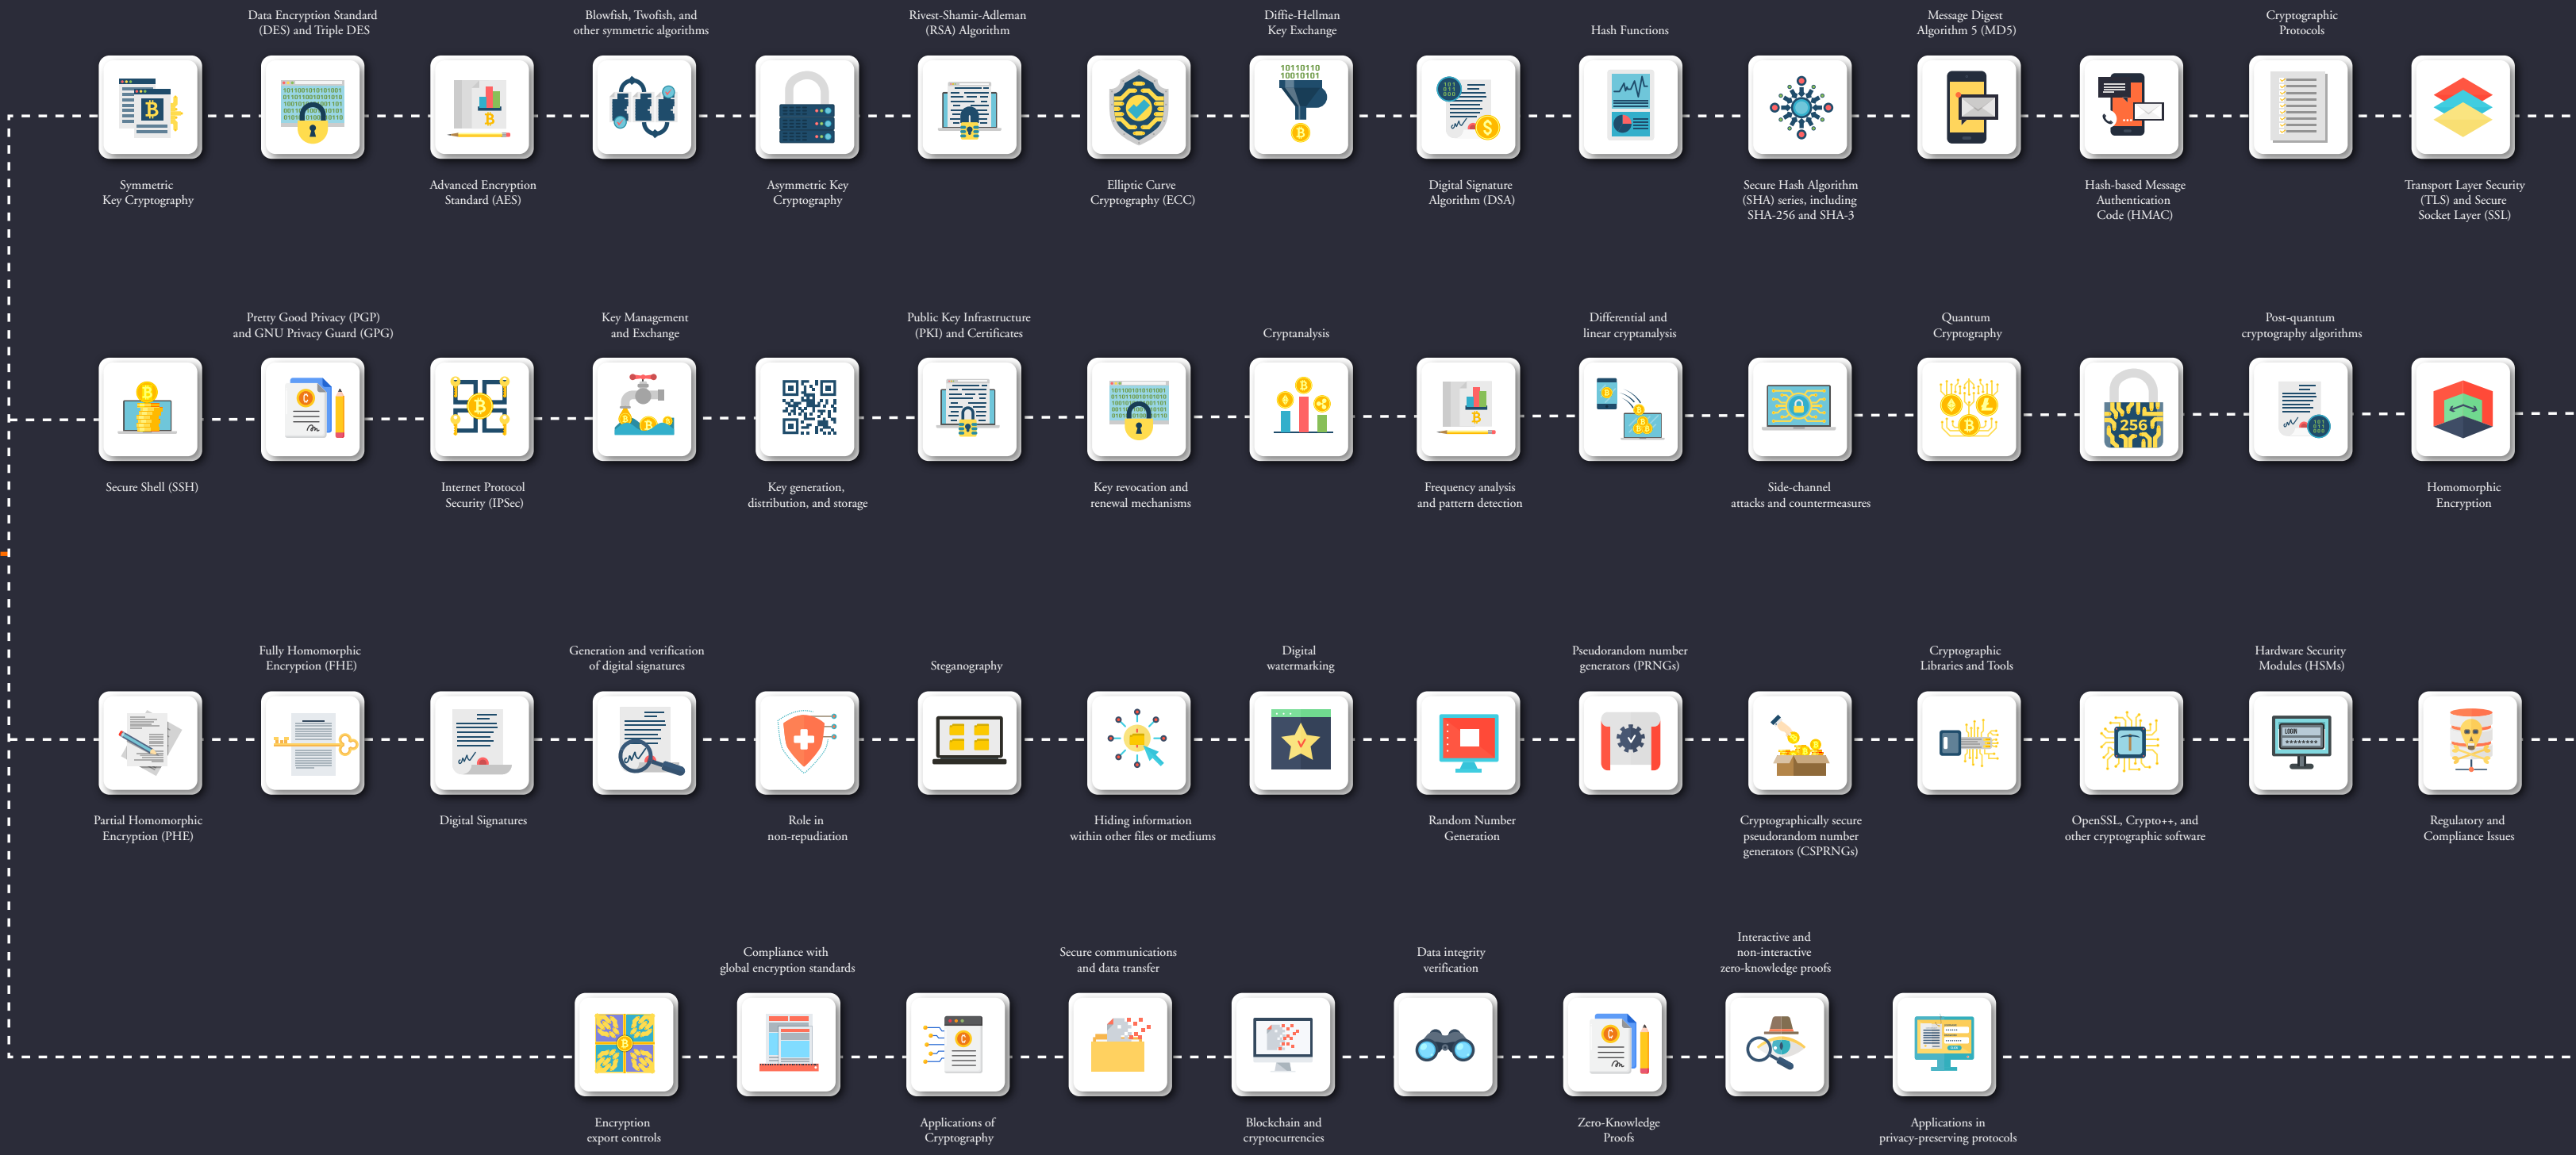 Data Encryption Standard
(DES) and Triple DES
Blowfish, Twofish, and
other symmetric algorithms
Rivest-Shamir-Adleman
(RSA) Algorithm
Diffie-Hellman
Key Exchange
Hash Functions
Message Digest
Algorithm 5 (MD5)
Cryptographic
Protocols
10110110
10010101
Symmetric
Key Cryptography
Advanced Encryption
Standard (AES)
Asymmetric Key
Cryptography
Elliptic Curve
Cryptography (ECC)
Digital Signature
Algorithm (DSA)
Secure Hash Algorithm
(SHA) series, including
SHA-256 and SHA-3
Hash-based Message
Authentication
Code (HMAC)
Transport Layer Security
(TLS) and Secure
Socket Layer (SSL)
Pretty Good Privacy (PGP)
and GNU Privacy Guard (GPG)
Key Management
and Exchange
Public Key Infrastructure
(PKI) and Certificates
Cryptanalysis
Differential and
linear cryptanalysis
Quantum
Cryptography
Post-quantum
cryptography algorithms
256
Secure Shell (SSH)
Internet Protocol
Security (IPSec)
Key generation,
distribution, and storage
Key revocation and
renewal mechanisms
Frequency analysis
and pattern detection
Side-channel
attacks and countermeasures
Homomorphic
Encryption
Fully Homomorphic
Encryption (FHE)
Generation and verification
of digital signatures
Steganography
Digital
watermarking
Pseudorandom number
generators (PRNGs)
Cryptographic
Libraries and Tools
Hardware Security
Modules (HSMs)
LOGIN
Partial Homomorphic
Encryption (PHE)
Digital Signatures
Role in
non-repudiation
Hiding information
within other files or mediums
Random Number
Generation
Cryptographically secure
pseudorandom number
generators (CSPRNGs)
OpenSSL, Crypto++, and
other cryptographic software
Regulatory and
Compliance Issues
Compliance with
global encryption standards
Secure communications
and data transfer
Data integrity
verification
Interactive and
non-interactive
zero-knowledge proofs
Encryption
export controls
Applications of
Cryptography
Blockchain and
cryptocurrencies
Zero-Knowledge
Proofs
Applications in
privacy-preserving protocols